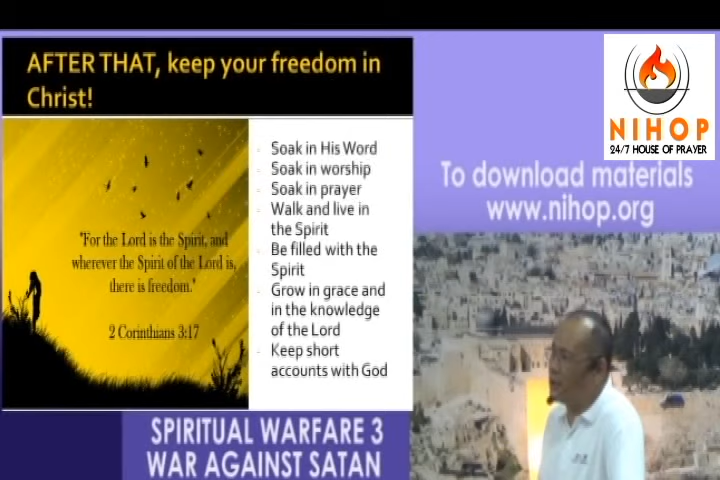 AFTER THAT, keep your freedom in
Christ!
"For the Lord is the Spirit, and
wherever the Spirit of the Lord is,
there is freedom."
2 Corinthians 3:17
Soak in His Word
Soak in worship
Soak in prayer
Walk and live in
the Spirit
Be filled with the
Spirit
Grow in grace and
in the knowledge
of the Lord
Keep short
accounts with God
NIHOP
24/7 HOUSE OF PRAYER
To download materials
www.nihop.org
SPIRITUAL WARFARE 3
WAR AGAINST SATAN